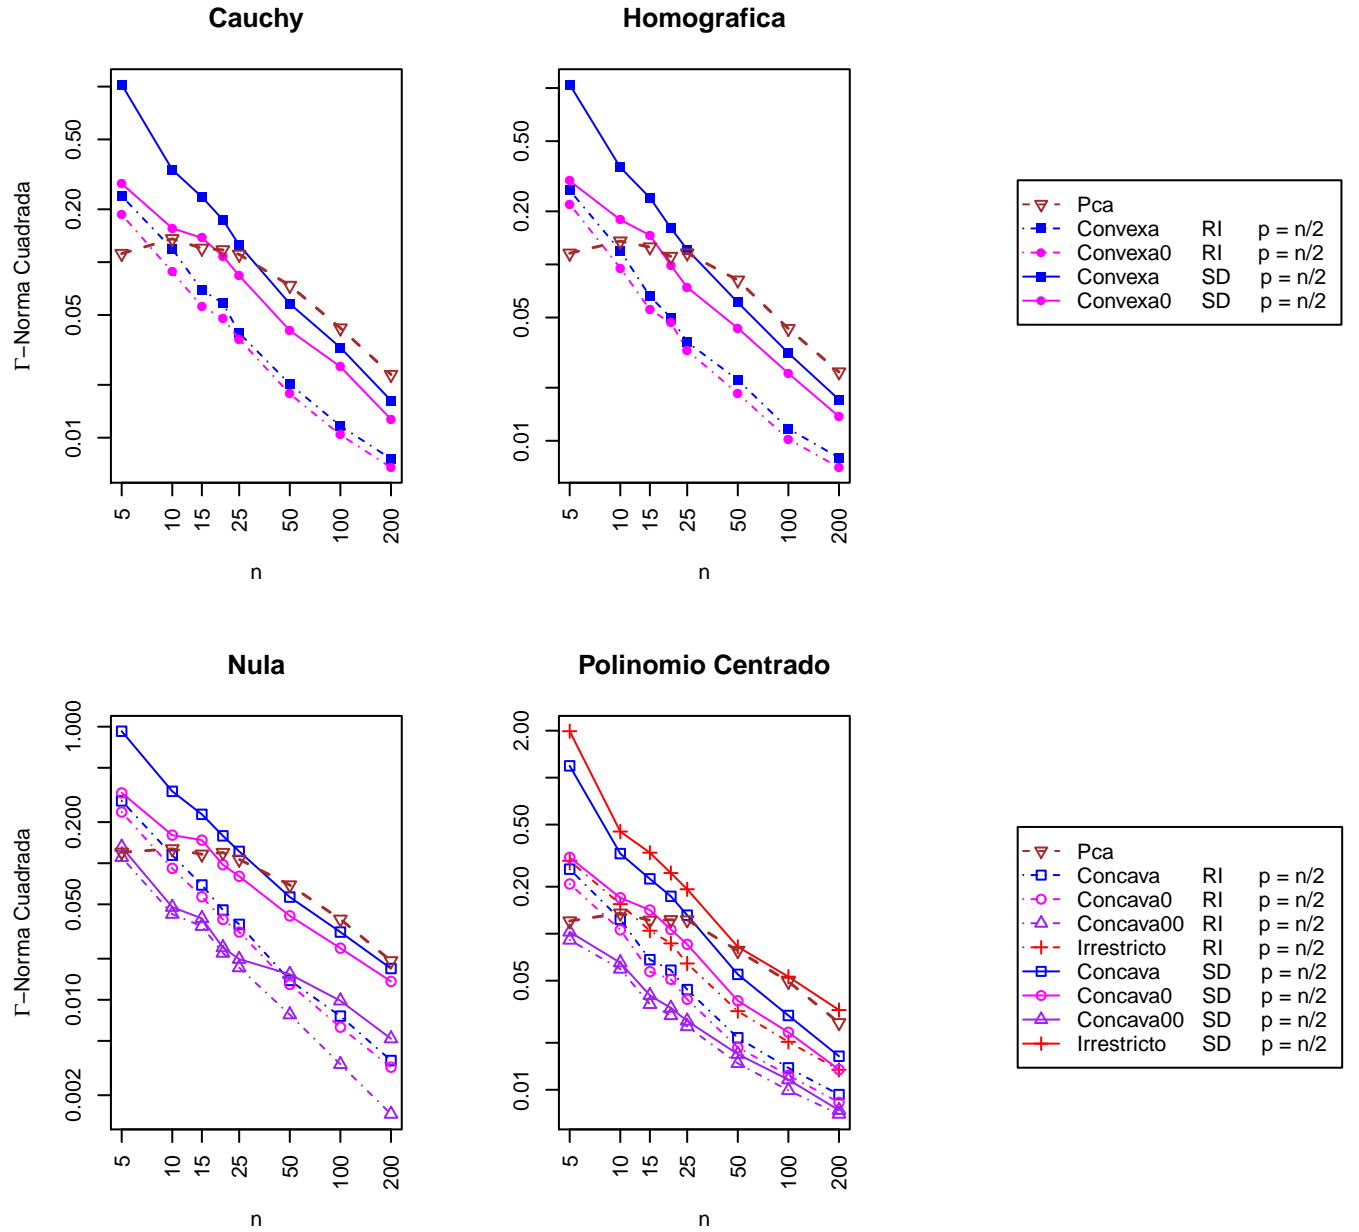 Cauchy
Γ−Norma Cuadrada
0.50
0.20
0.05
0.01
5
10
15
25
50
100
200
n
Homografica
0.50
0.20
0.05
0.01
5
10
15
25
50
100
200
n
Pca
Convexa RI p = n/2
Convexa0 RI p = n/2
Convexa SD p = n/2
Convexa0 SD p = n/2
Nula
Γ−Norma Cuadrada
1.000
0.200
0.050
0.010
0.002
5
10
15
25
50
100
200
n
Polinomio Centrado
2.00
0.50
0.20
0.05
0.01
5
10
15
25
50
100
200
n
Pca
Concava RI p = n/2
Concava0 RI p = n/2
Concava00 RI p = n/2
Irrestricto RI p = n/2
Concava SD p = n/2
Concava0 SD p = n/2
Concava00 SD p = n/2
Irrestricto SD p = n/2